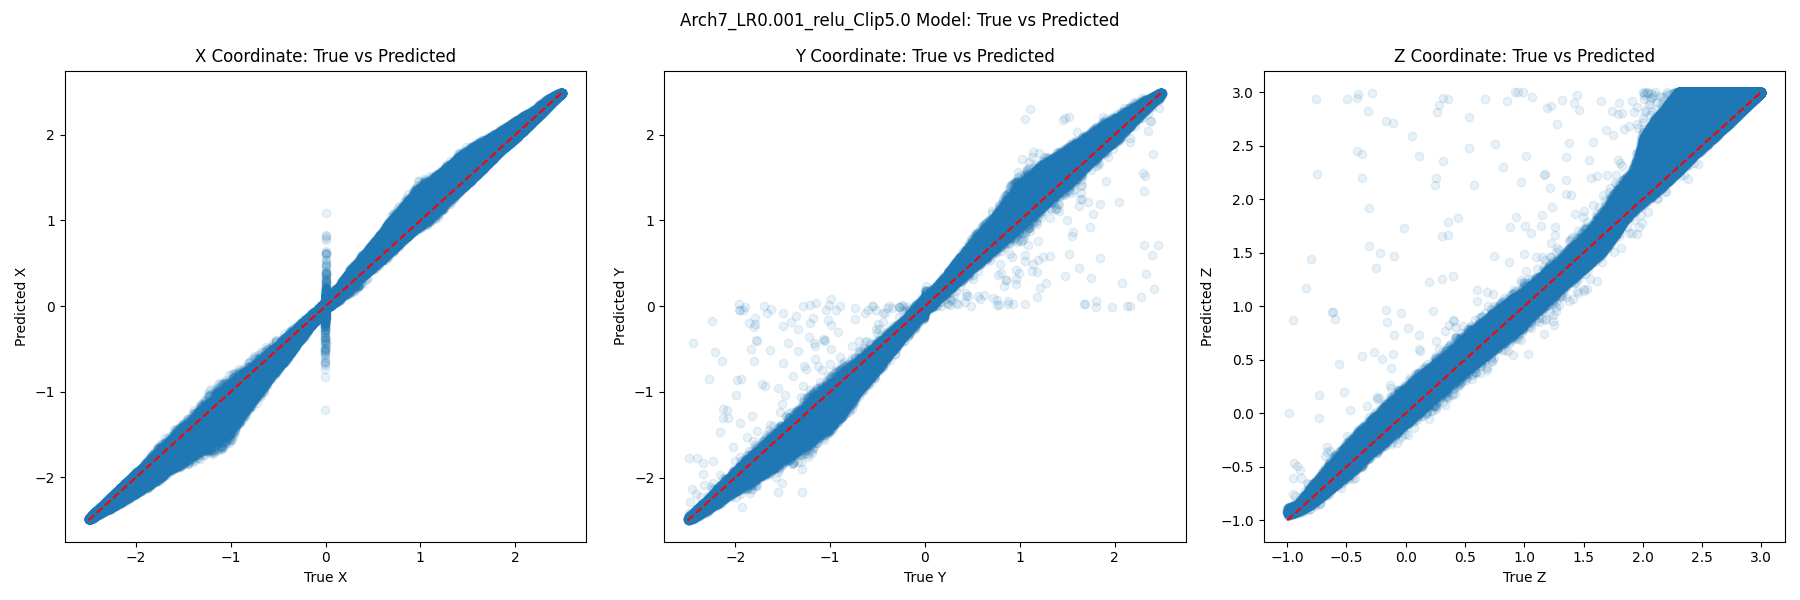 Arch7_LR0.001_relu_Clip5.0 Model: True vs Predicted
X Coordinate: True vs Predicted
Predicted X
2
1
0
−1
−2
−2 −1 0 1 2
True X
Y Coordinate: True vs Predicted
Predicted Y
2
1
0
−1
−2
−2 −1 0 1 2
True Y
Z Coordinate: True vs Predicted
Predicted Z
3.0
2.5
2.0
1.5
1.0
0.5
0.0
−0.5
−1.0
−1.0 −0.5 0.0 0.5 1.0 1.5 2.0 2.5 3.0
True Z